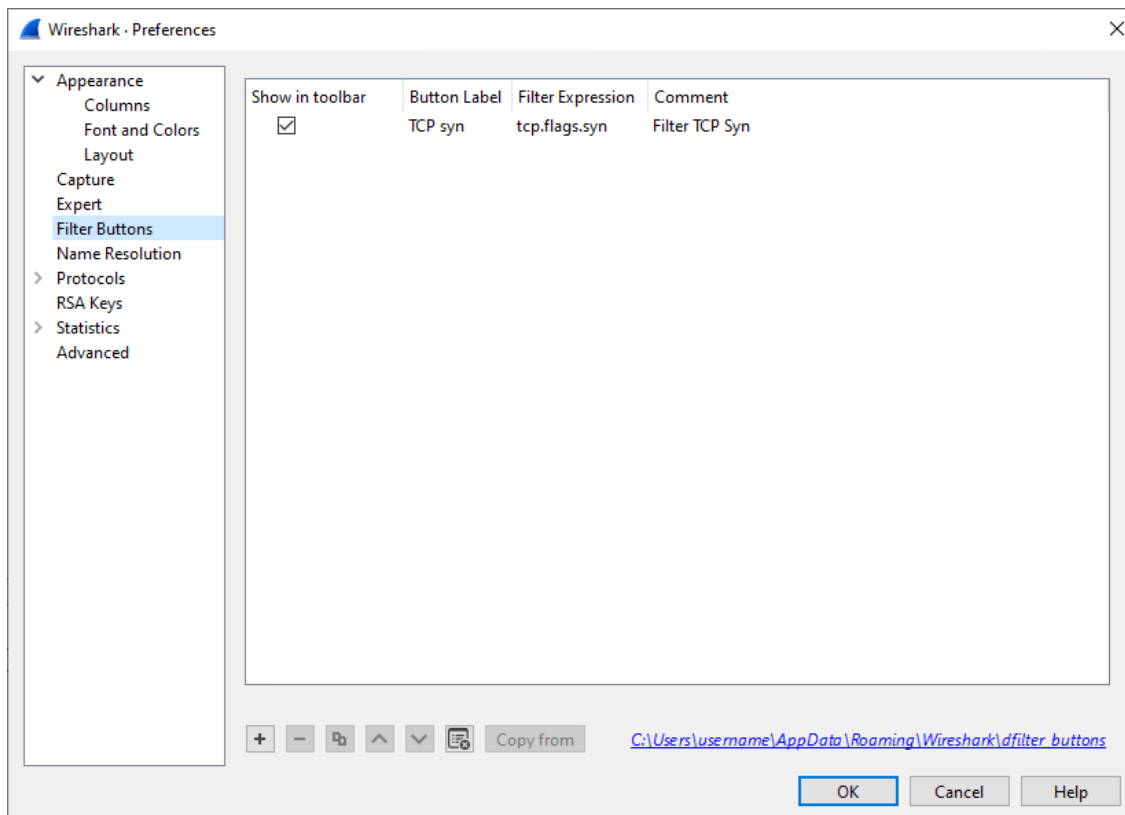 Wireshark · Preferences
Appearance
Columns
Font and Colors
Layout
Capture
Expert
Filter Buttons
Name Resolution
Protocols
RSA Keys
Statistics
Advanced
Show in toolbar Button Label Filter Expression Comment
TCP syn tcp.flags.syn Filter TCP Syn
Copy from C:\Users\username\AppData\Roaming\Wireshark\dfilter_buttons
OK Cancel Help